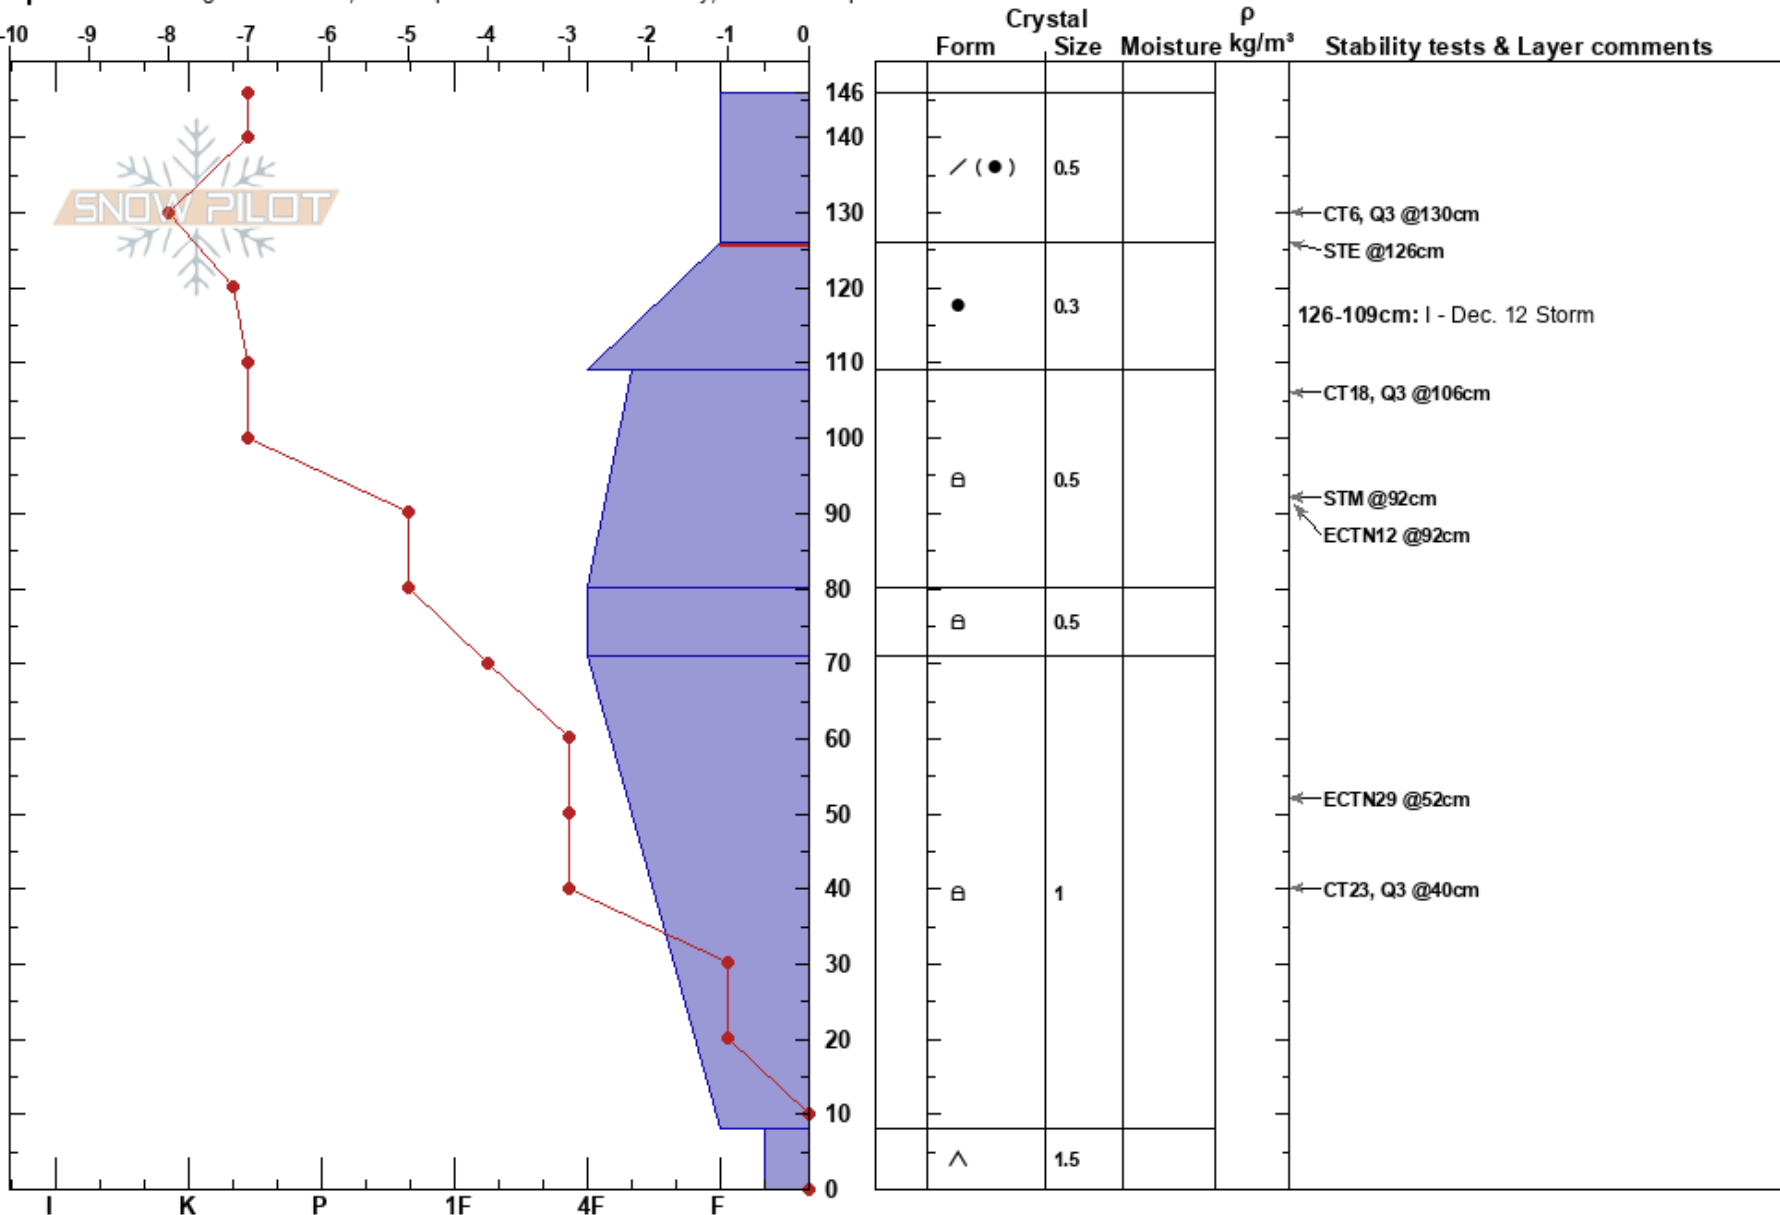 Crystal ρ
-10 -9 -8 -7 -6 -5 -4 -3 -2 -1 0 Form Size Moisture kg/m³ Stability tests & Layer comments
146
140
SNOW PILOT
0.5
130 CT6, Q3 @130cm
STE @126cm
120 0.3 126-109cm: I - Dec. 12 Storm
110
CT18, Q3 @106cm
100
0.5
STM @92cm
90
ECTN12 @92cm
80
0.5
70
60
50 ECTN29 @52cm
40 1 CT23, Q3 @40cm
30
20
10
1.5
0
I K P 1F 4F F